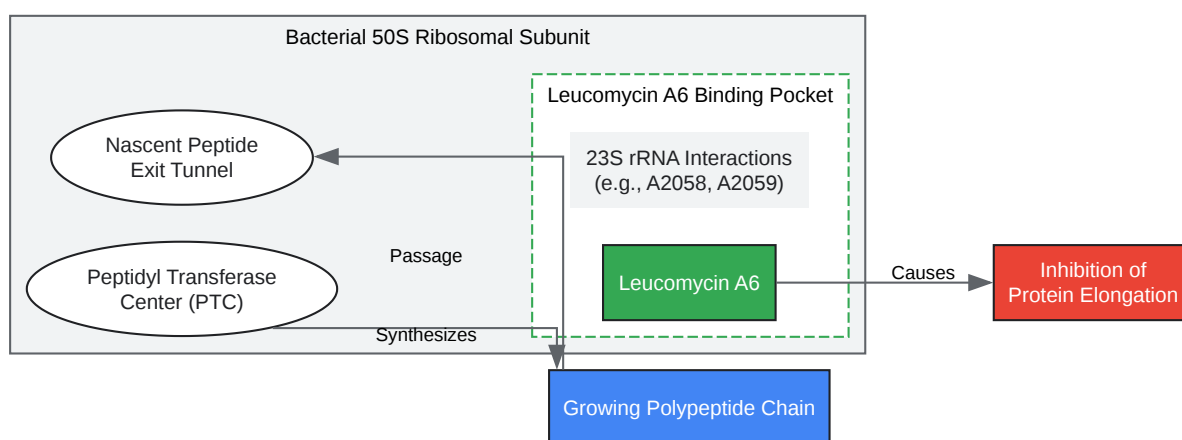 Bacterial 50S Ribosomal Subunit
Leucomycin A6 Binding Pocket
Nascent Peptide
Exit Tunnel
23S rRNA Interactions
(e.g., A2058, A2059)
Passage
Peptidyl Transferase
Center (PTC)
Leucomycin A6
Causes
Inhibition of
Protein Elongation
Synthesizes
Growing Polypeptide Chain